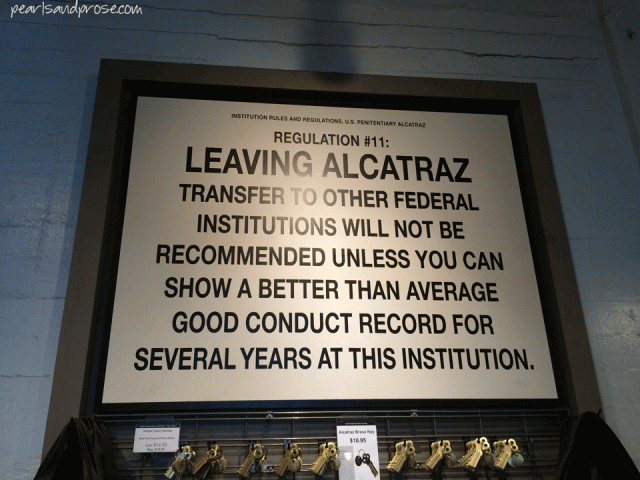 pearlsandprose.com
INSTITUTION RULES AND REGULATIONS, U.S. PENITENTIARY ALCATRAZ
REGULATION #11:
LEAVING ALCATRAZ
TRANSFER TO OTHER FEDERAL
INSTITUTIONS WILL NOT BE
RECOMMENDED UNLESS YOU CAN
SHOW A BETTER THAN AVERAGE
GOOD CONDUCT RECORD FOR
SEVERAL YEARS AT THIS INSTITUTION.
Alcatraz Brass Key
$10.95